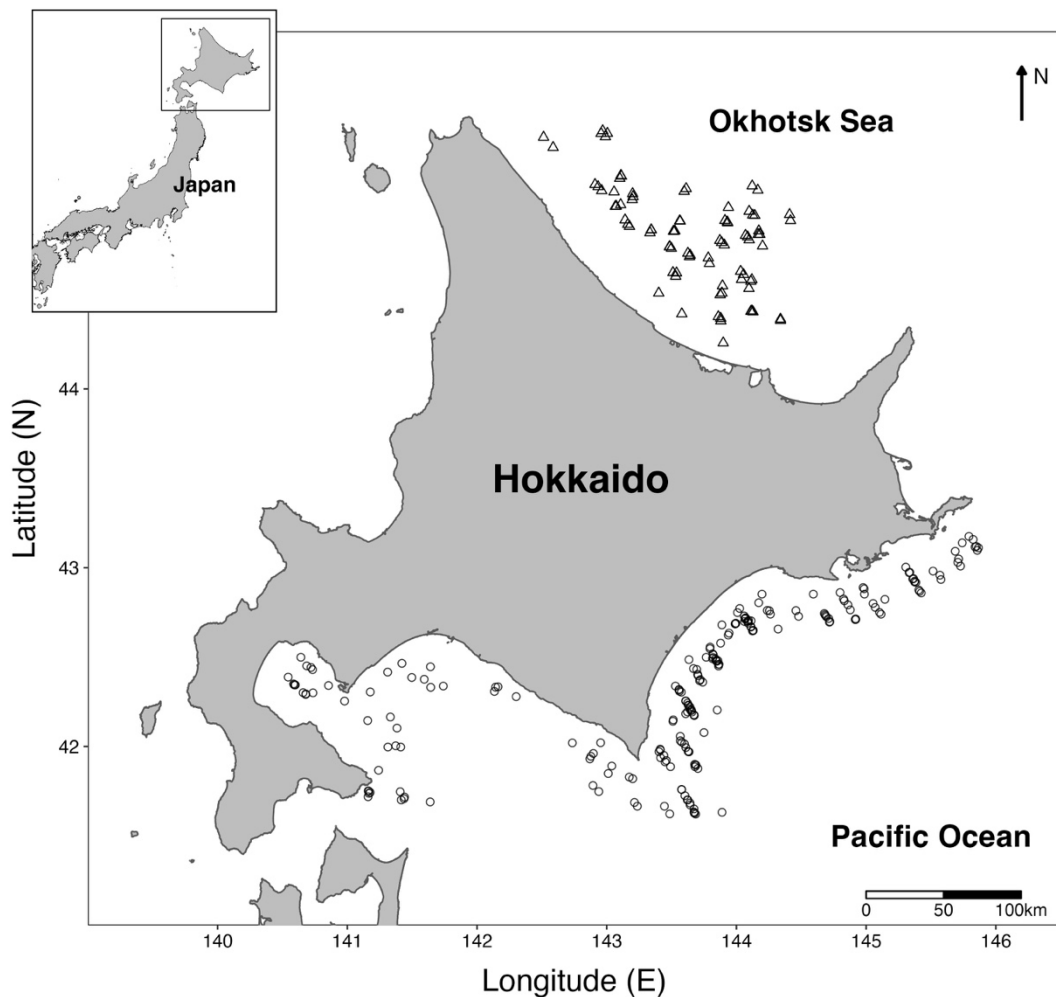 N
Okhotsk Sea
Japan
44
Hokkaido
Latitude (N)
43
42
Pacific Ocean
0 50 100km
140 141 142 143 144 145 146
Longitude (E)